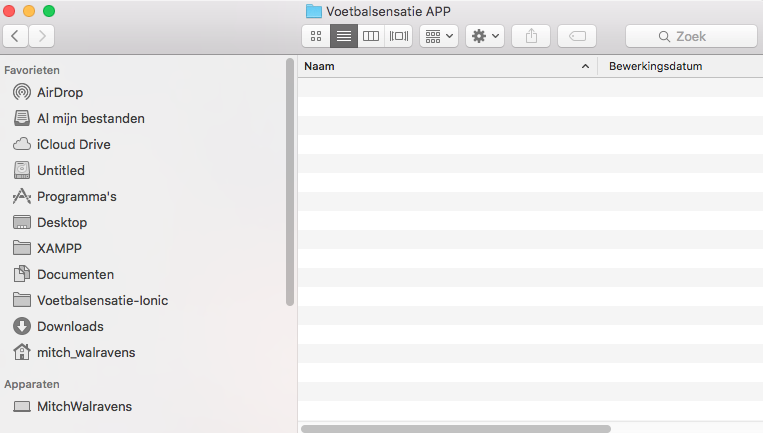 Voetbalsensatie APP
Zoek
Favorieten
AirDrop
Al mijn bestanden
iCloud Drive
Untitled
Programma's
Desktop
XAMPP
Documenten
Voetbalsensatie-Ionic
Downloads
mitch_walravens
Apparaten
MitchWalravens
Naam
Bewerkingsdatum